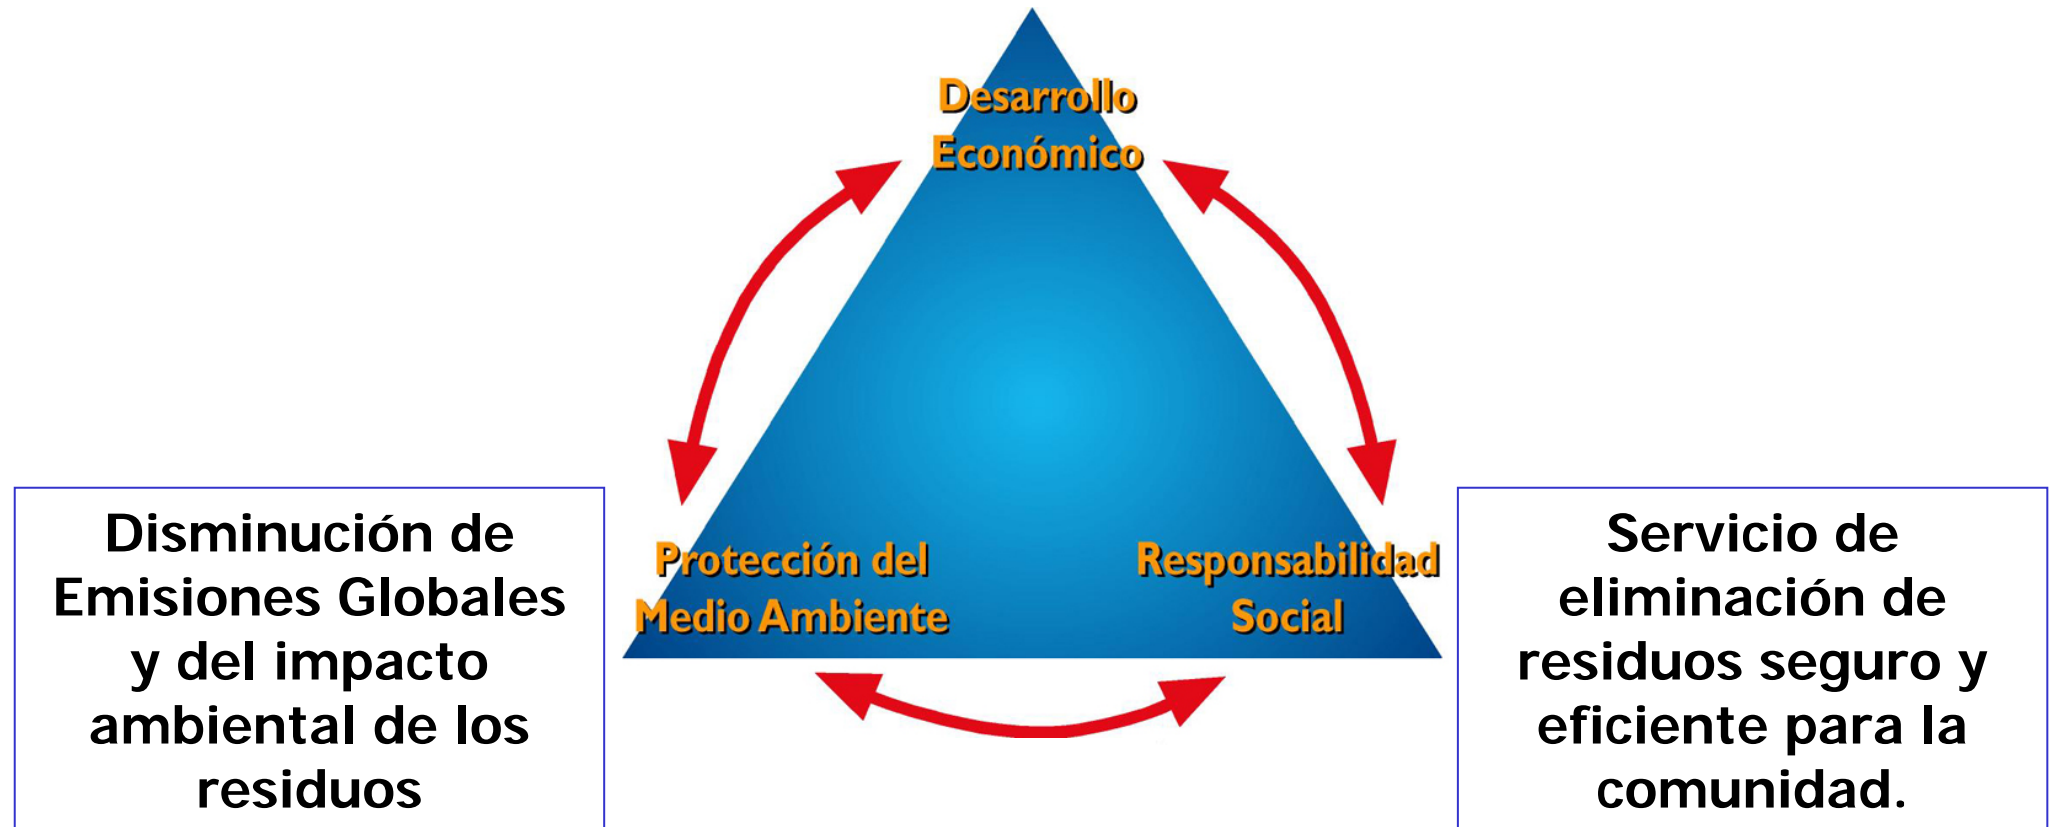 Desarrollo
Económico
Protección del
Medio Ambiente
Responsabilidad
Social
Disminución de
Emisiones Globales
y del impacto
ambiental de los
residuos
Servicio de
eliminación de
residuos seguro y
eficiente para la
comunidad.